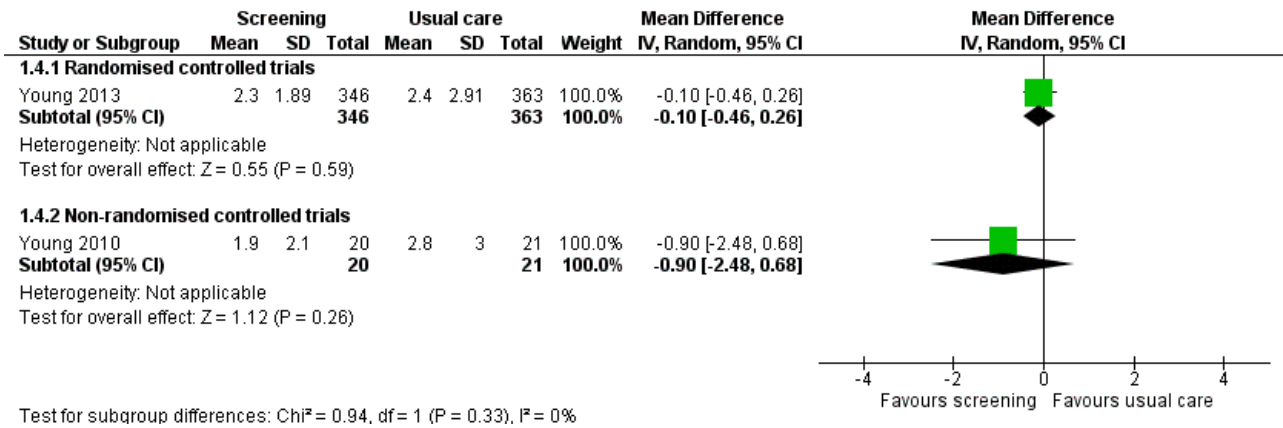 Screening Usual care Mean Difference Mean Difference
Study or Subgroup Mean SD Total Mean SD Total Weight IV, Random, 95% CI IV, Random, 95% CI
1.4.1 Randomised controlled trials
Young 2013 2.3 1.89 346 2.4 2.91 363 100.0% -0.10 [-0.46, 0.26]
Subtotal (95% CI) 346 363 100.0% -0.10 [-0.46, 0.26]
Heterogeneity: Not applicable
Test for overall effect: Z = 0.55 (P = 0.59)
1.4.2 Non-randomised controlled trials
Young 2010 1.9 2.1 20 2.8 3 21 100.0% -0.90 [-2.48, 0.68]
Subtotal (95% CI) 20 21 100.0% -0.90 [-2.48, 0.68]
Heterogeneity: Not applicable
Test for overall effect: Z = 1.12 (P = 0.26)
-4 -2 0 2 4
Favours screening Favours usual care
Test for subgroup differences: Chi² = 0.94, df = 1 (P = 0.33), I² = 0%